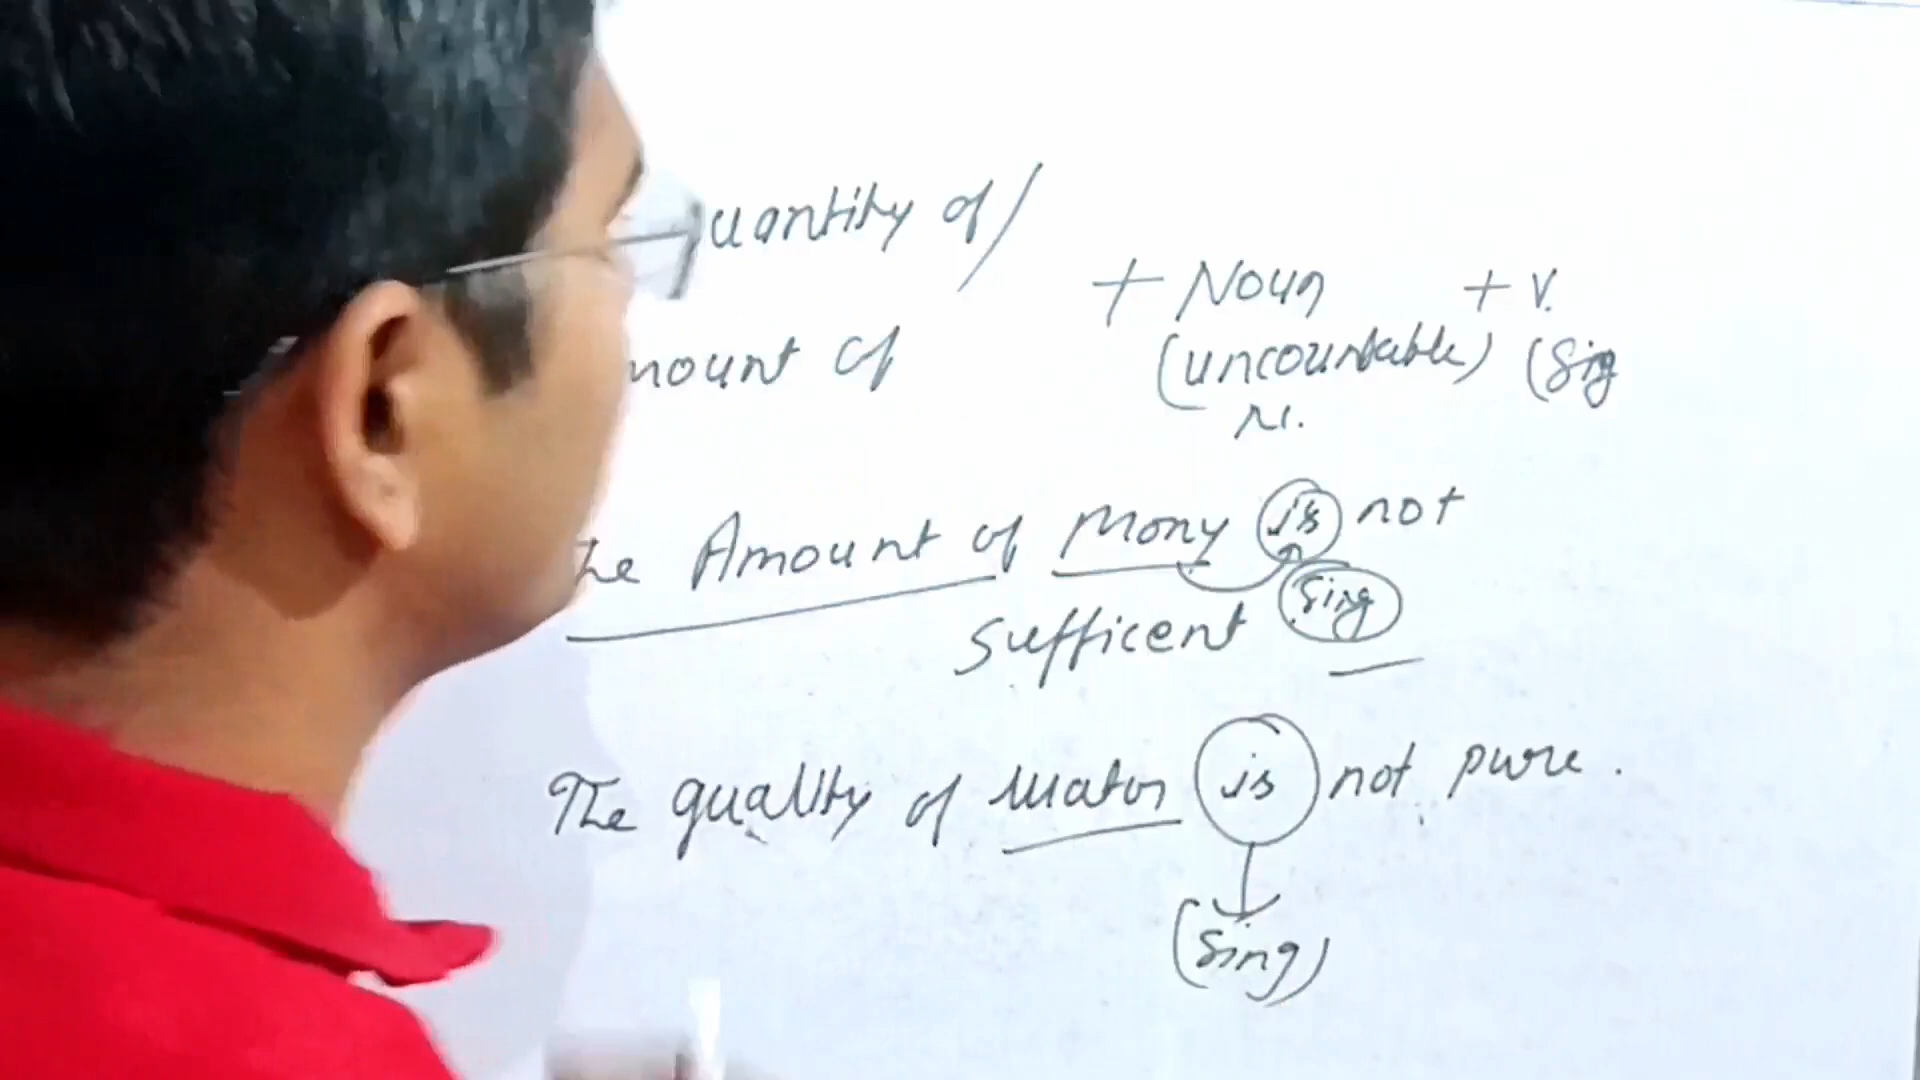 uantity of/
mount of
+ Noun + V.
(uncountable) (Sing
N.
he Amount of Mony is not
sufficent Sing
The quality of water is not pure.
(Sing)